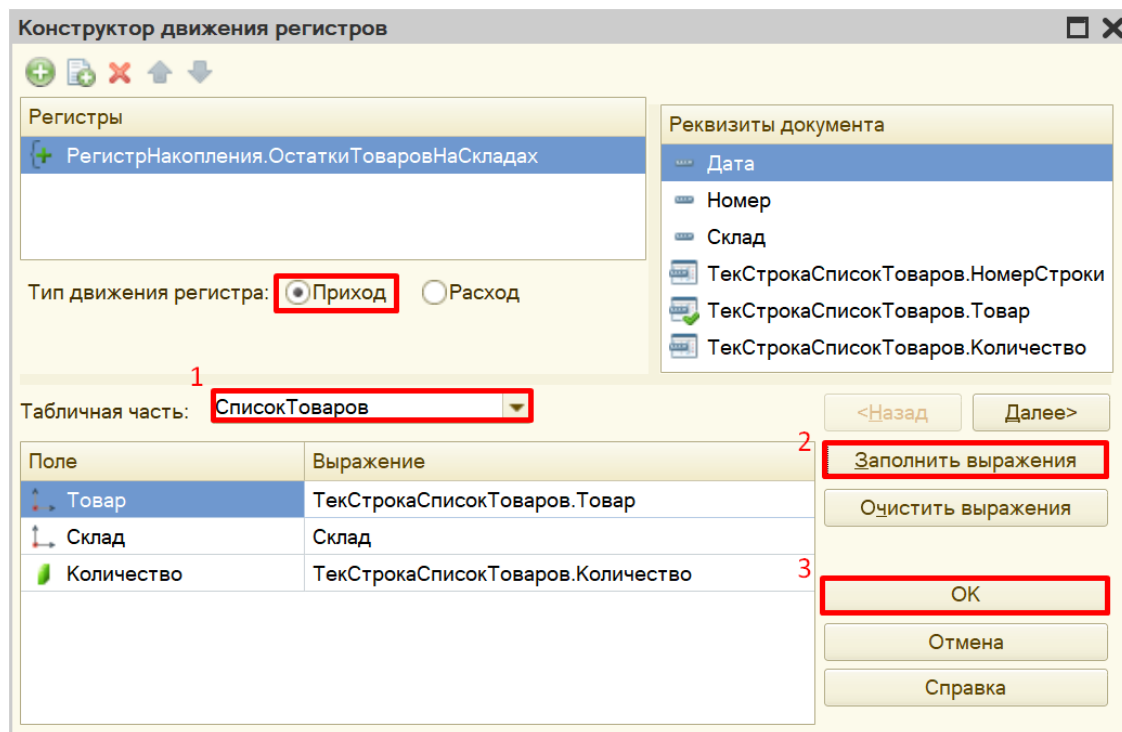 Конструктор движения регистров
Регистры
РегистрНакопления.ОстаткиТоваровНаСкладах
Реквизиты документа
Дата
Номер
Склад
ТекСтрокаСписокТоваров.НомерСтроки
ТекСтрокаСписокТоваров.Товар
ТекСтрокаСписокТоваров.Количество
Тип движения регистра: Приход Расход
1
Табличная часть: СписокТоваров
<Назад Далее>
2
Заполнить выражения
Очистить выражения
Поле Выражение
Товар ТекСтрокаСписокТоваров.Товар
Склад Склад
Количество ТекСтрокаСписокТоваров.Количество
3
OK
Отмена
Справка